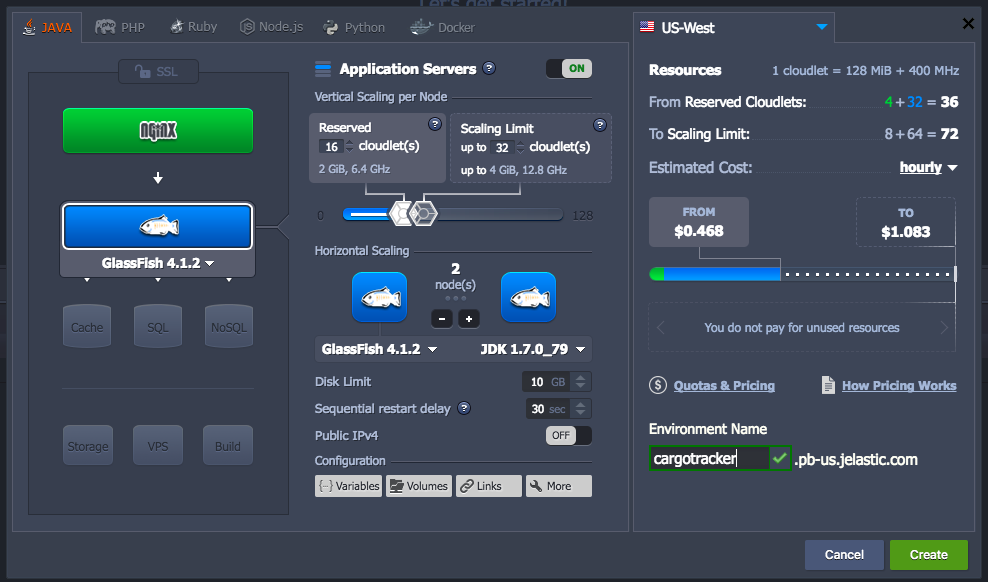 Let's get started!
JAVA
PHP
Ruby
Node.js
Python
Docker
US-West
SSL
NGINX
GlassFish 4.1.2
Cache
SQL
NoSQL
Storage
VPS
Build
Application Servers ?
ON
Vertical Scaling per Node
Reserved ?
16 cloudlet(s)
2 GiB, 6.4 GHz
Scaling Limit ?
up to 32 cloudlet(s)
up to 4 GiB, 12.8 GHz
0
128
Horizontal Scaling
2
node(s)
- +
GlassFish 4.1.2
JDK 1.7.0_79
Disk Limit 10 GB
Sequential restart delay ? 30 sec
Public IPv4 OFF
Configuration
{··} Variables
Volumes
Links
More
Resources 1 cloudlet = 128 MiB + 400 MHz
From Reserved Cloudlets: 4 + 32 = 36
To Scaling Limit: 8 + 64 = 72
Estimated Cost: hourly
FROM
$0.468
TO
$1.083
You do not pay for unused resources
$ Quotas & Pricing
How Pricing Works
Environment Name
cargotracker .pb-us.jelastic.com
Cancel
Create